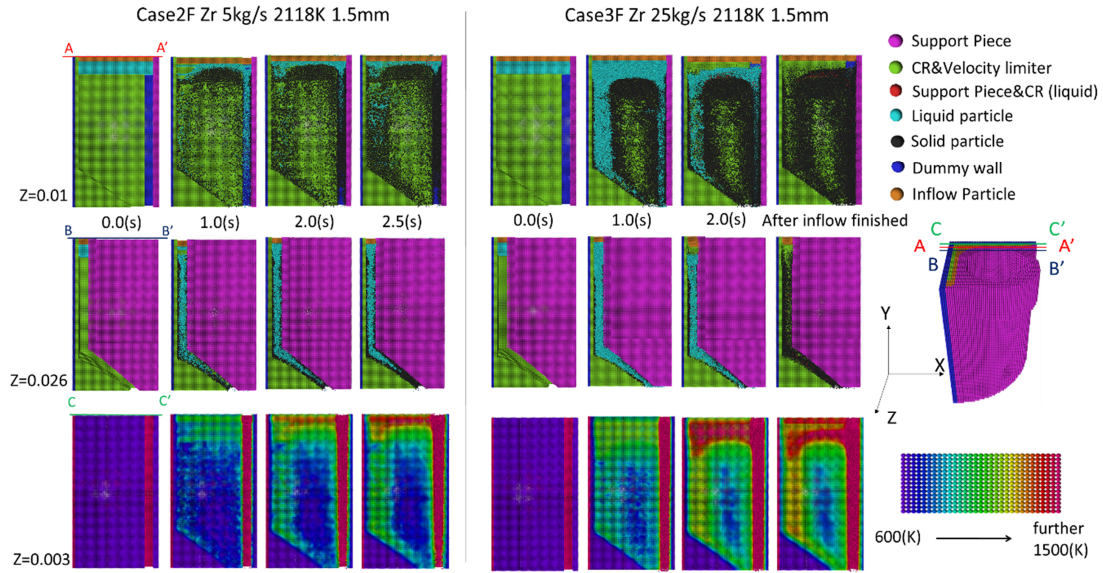 Case2F Zr 5kg/s 2118K 1.5mm
Case3F Zr 25kg/s 2118K 1.5mm
A A’
Support Piece
CR&Velocity limiter
Support Piece&CR (liquid)
Liquid particle
Solid particle
Dummy wall
Inflow Particle
Z=0.01
0.0(s) 1.0(s) 2.0(s) 2.5(s)
0.0(s) 1.0(s) 2.0(s) After inflow finished
B B’
C C’
A A’
B B’
Y
X
Z
Z=0.026
C C’
Z=0.003
600(K)
further
1500(K)